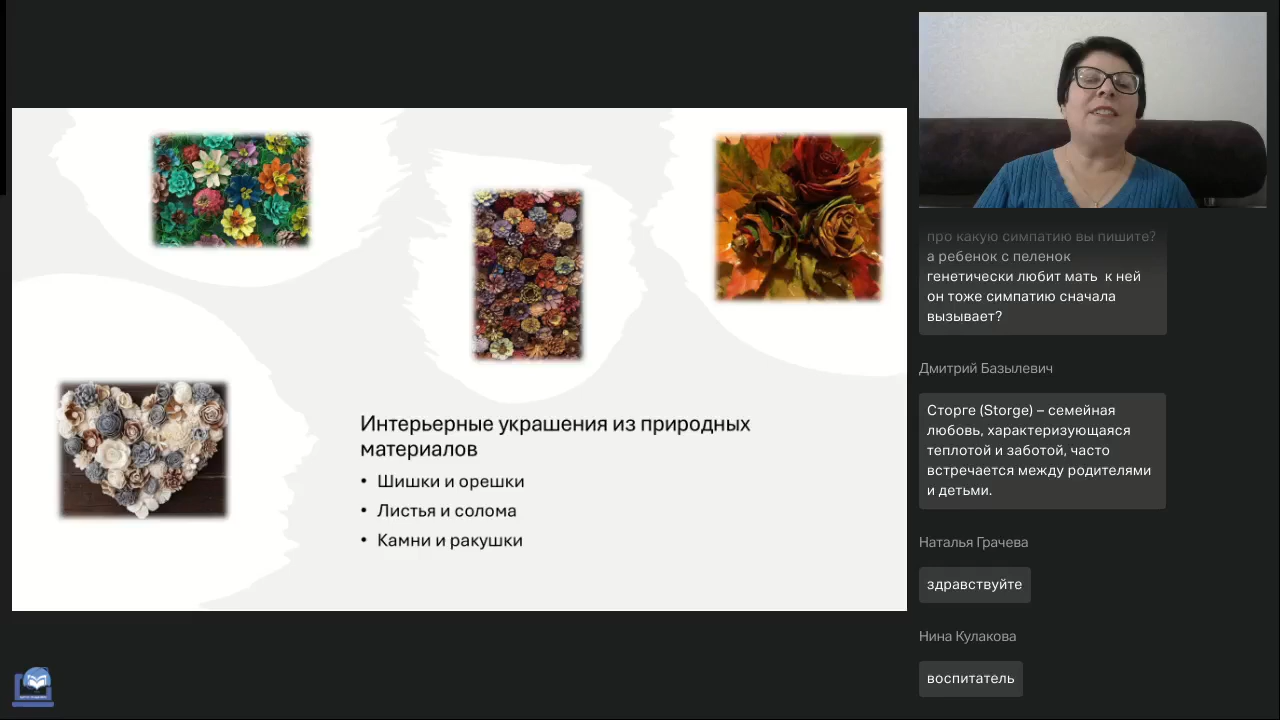 Интерьерные украшения из природных
материалов
• Шишки и орешки
• Листья и солома
• Камни и ракушки
про какую симпатию вы пишите?
а ребенок с пеленок
генетически любит мать к ней
он тоже симпатию сначала
вызывает?
Дмитрий Базылевич
Сторге (Storge) – семейная
любовь, характеризующаяся
теплотой и заботой, часто
встречается между родителями
и детьми.
Наталья Грачева
здравствуйте
Нина Кулакова
воспитатель